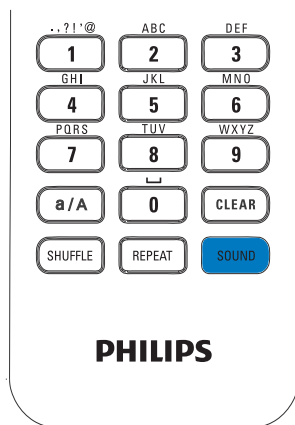 .,?!'@ ABC DEF
1 2 3
GHI JKL MNO
4 5 6
PQRS TUV WXYZ
7 8 9
a/A 0 CLEAR
SHUFFLE REPEAT SOUND
PHILIPS